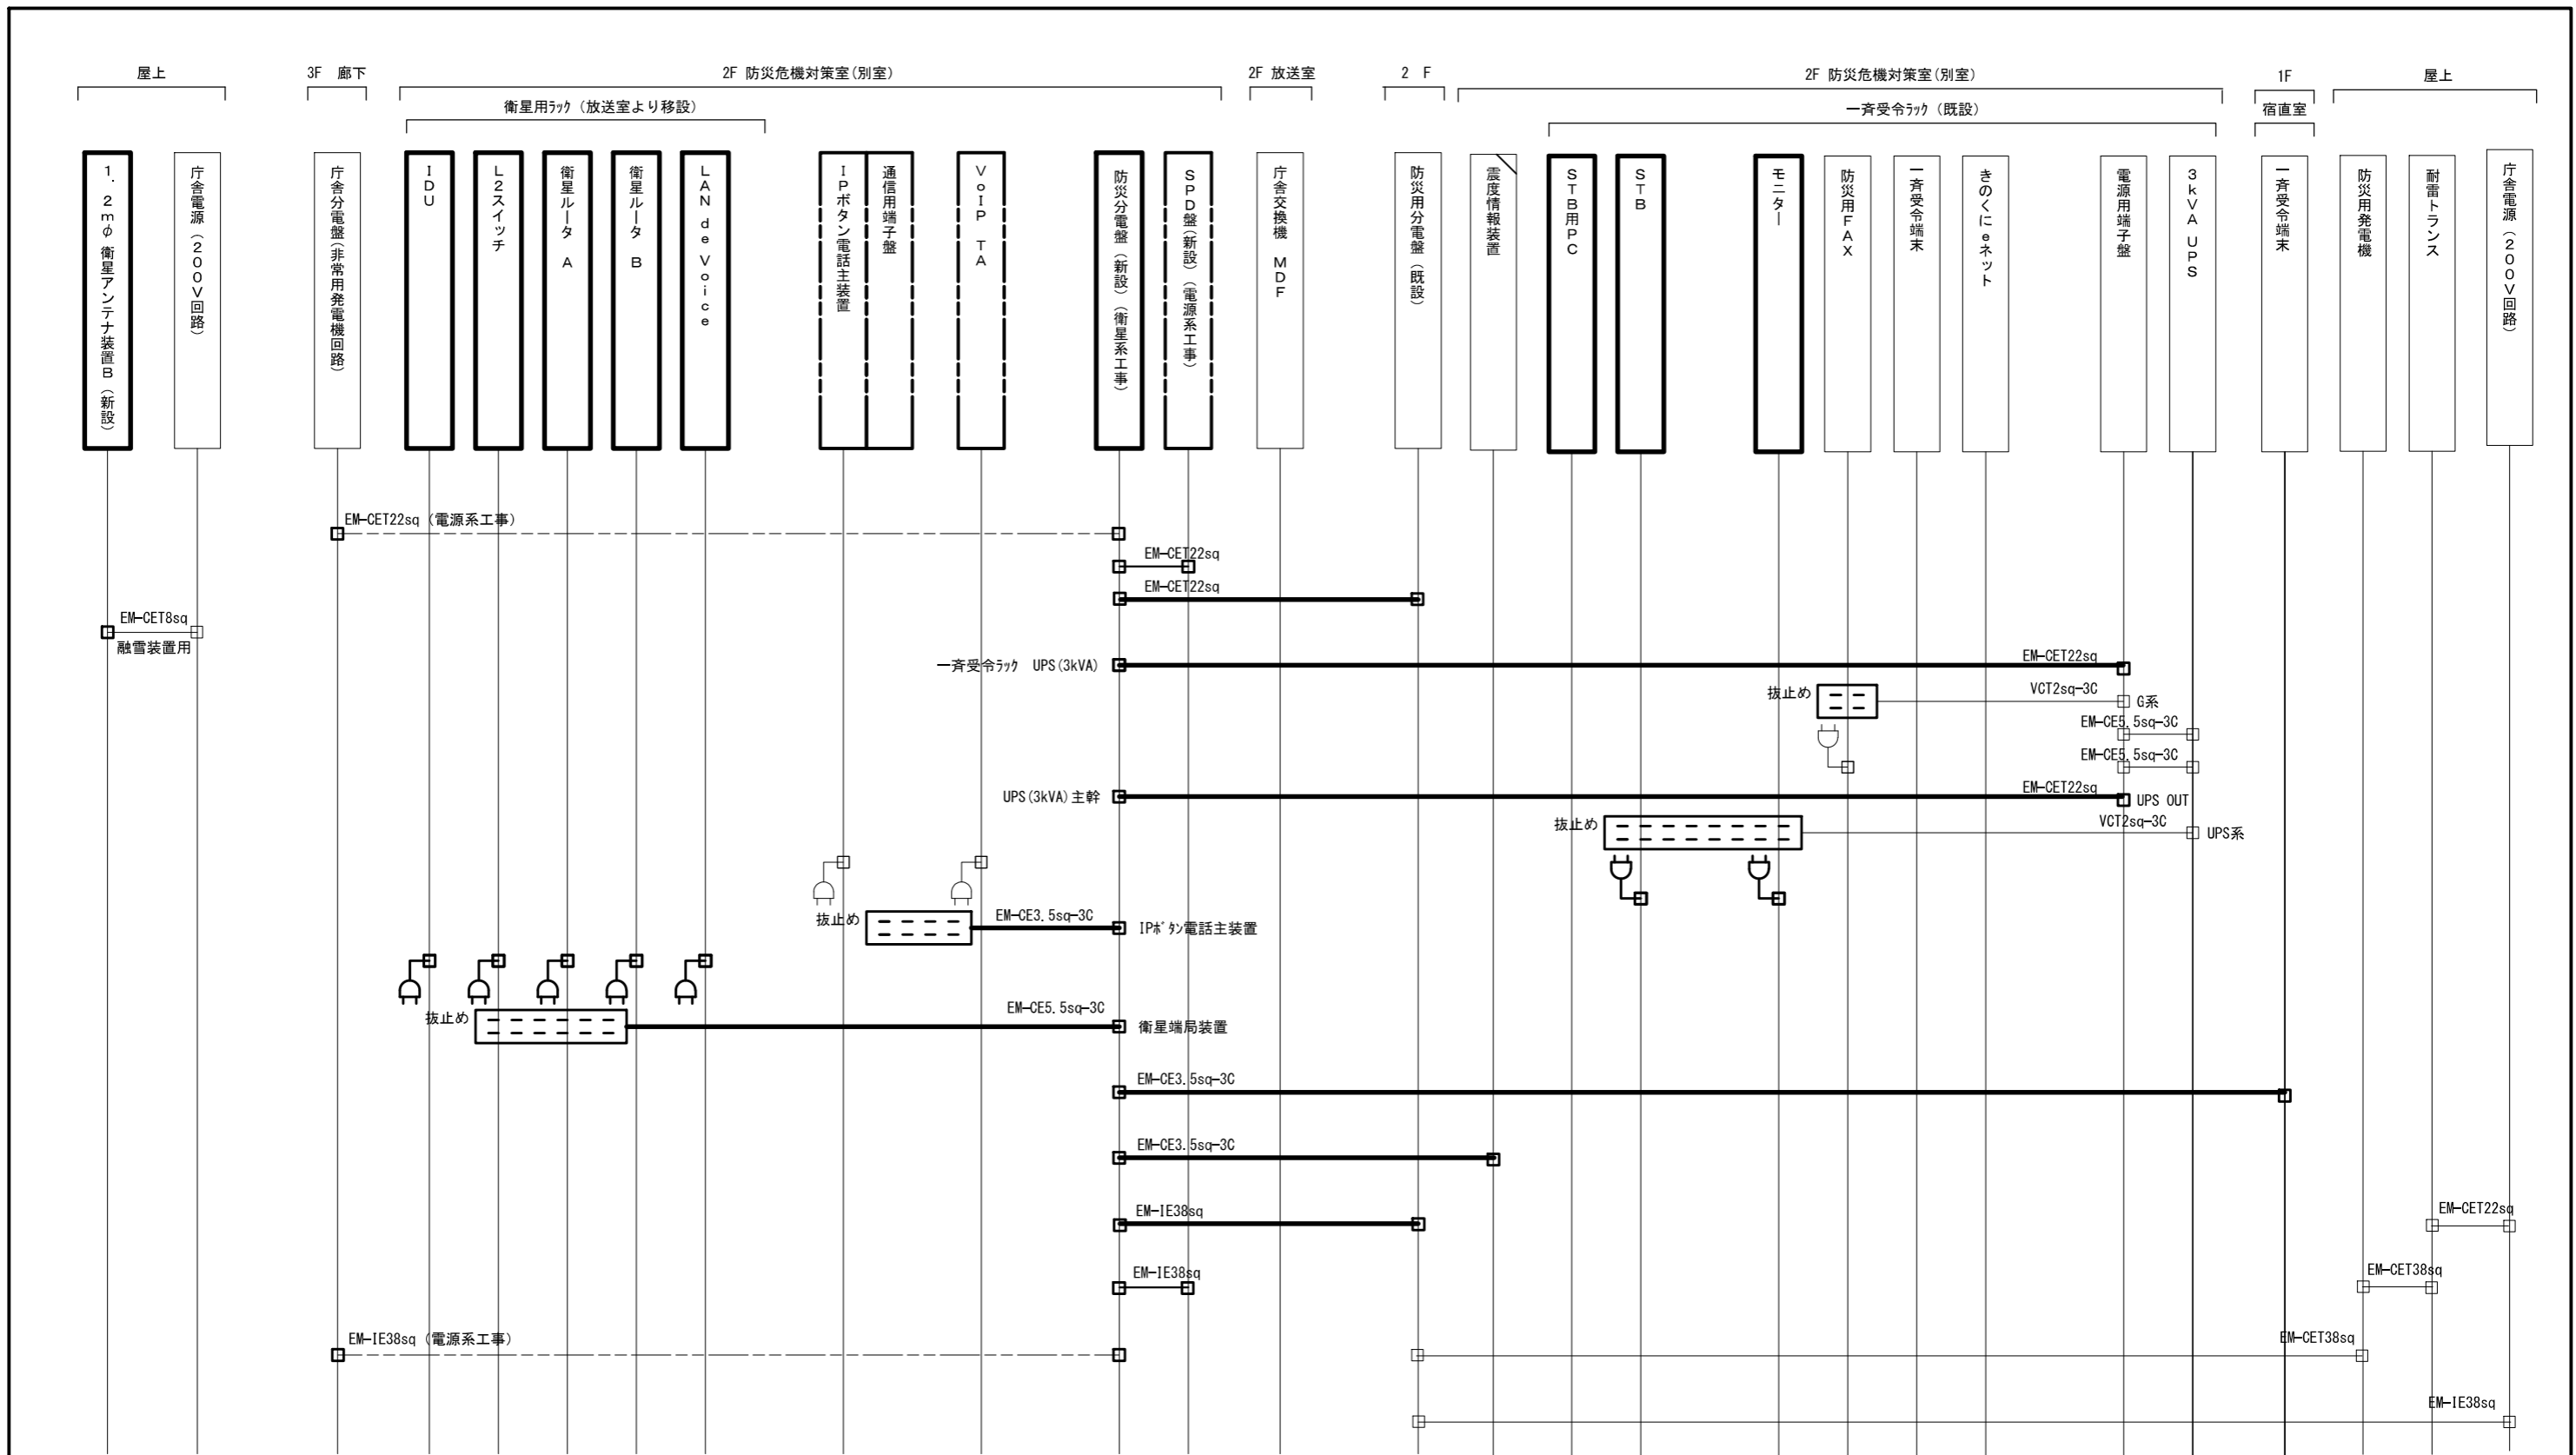 屋上
3F 廊下
2F 防災危機対策室(別室)
2F 放送室
2 F
2F 防災危機対策室(別室)
1F
屋上
衛星用ﾗｯｸ (放送室より移設)
一斉受令ﾗｯｸ (既設)
宿直室
1.2mφ 衛星アンテナ装置B (新設)
庁舎電源 (200V回路)
庁舎分電盤(非常用発電機回路)
IDU
L2スイッチ
衛星ルータ A
衛星ルータ B
LAN de Voice
IPボタン電話主装置
通信用端子盤
VoIP TA
防災分電盤 (新設) (衛星系工事)
SPD盤(新設) (電源系工事)
庁舎交換機 MDF
防災用分電盤 (既設)
震度情報装置
STB用PC
STB
モニター
防災用FAX
一斉受令端末
きのくにeネット
電源用端子盤
3kVA UPS
一斉受令端末
防災用発電機
耐雷トランス
庁舎電源 (200V回路)
EM-CET22sq (電源系工事)
EM-CET22sq
EM-CET22sq
EM-CET8sq
融雪装置用
一斉受令ﾗｯｸ UPS(3kVA)
EM-CET22sq
抜止め
VCT2sq-3C
G系
EM-CE5.5sq-3C
EM-CE5.5sq-3C
UPS(3kVA)主幹
EM-CET22sq
UPS OUT
抜止め
VCT2sq-3C
UPS系
抜止め
EM-CE3.5sq-3C
IPﾎﾞﾀﾝ電話主装置
抜止め
EM-CE5.5sq-3C
衛星端局装置
EM-CE3.5sq-3C
EM-CE3.5sq-3C
EM-IE38sq
EM-CET22sq
EM-IE38sq
EM-CET38sq
EM-IE38sq (電源系工事)
EM-CET38sq
EM-IE38sq